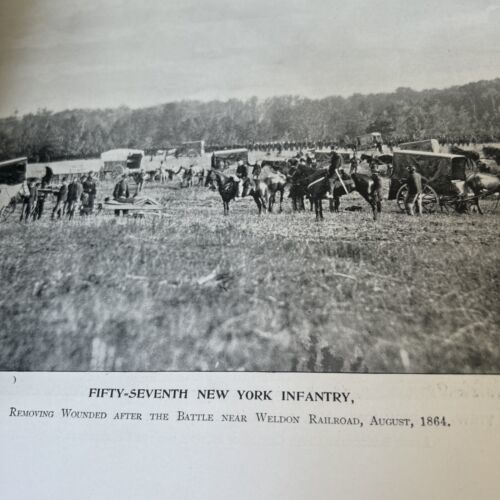 FIFTY-SEVENTH NEW YORK INFANTRY,
REMOVING WOUNDED AFTER THE BATTLE NEAR WELDON RAILROAD, AUGUST, 1864.